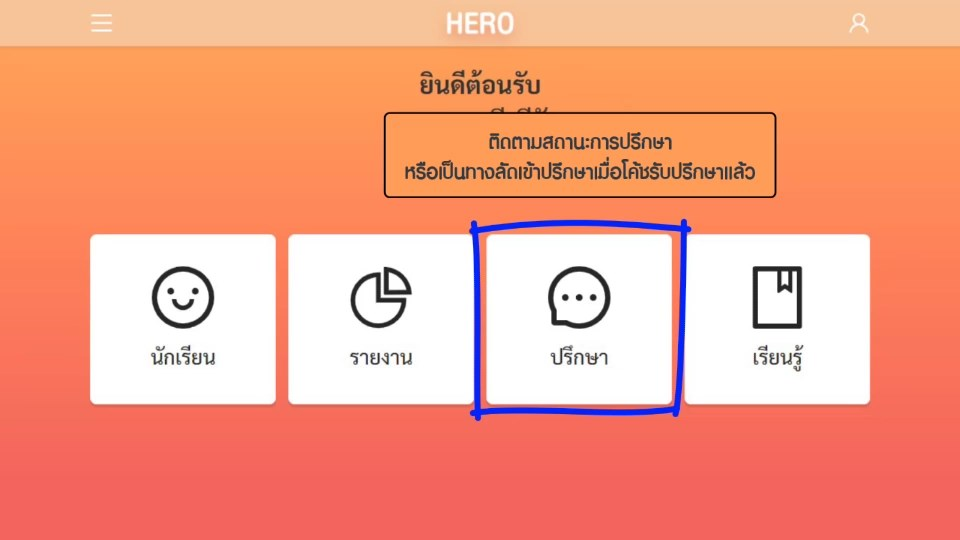 HERO
ยินดีต้อนรับ
ติดตามสถานะการปรึกษา
หรือเป็นทางลัดเข้าปรึกษาเมื่อโค้ชรับปรึกษาแล้ว
นักเรียน
รายงาน
ปรึกษา
เรียนรู้